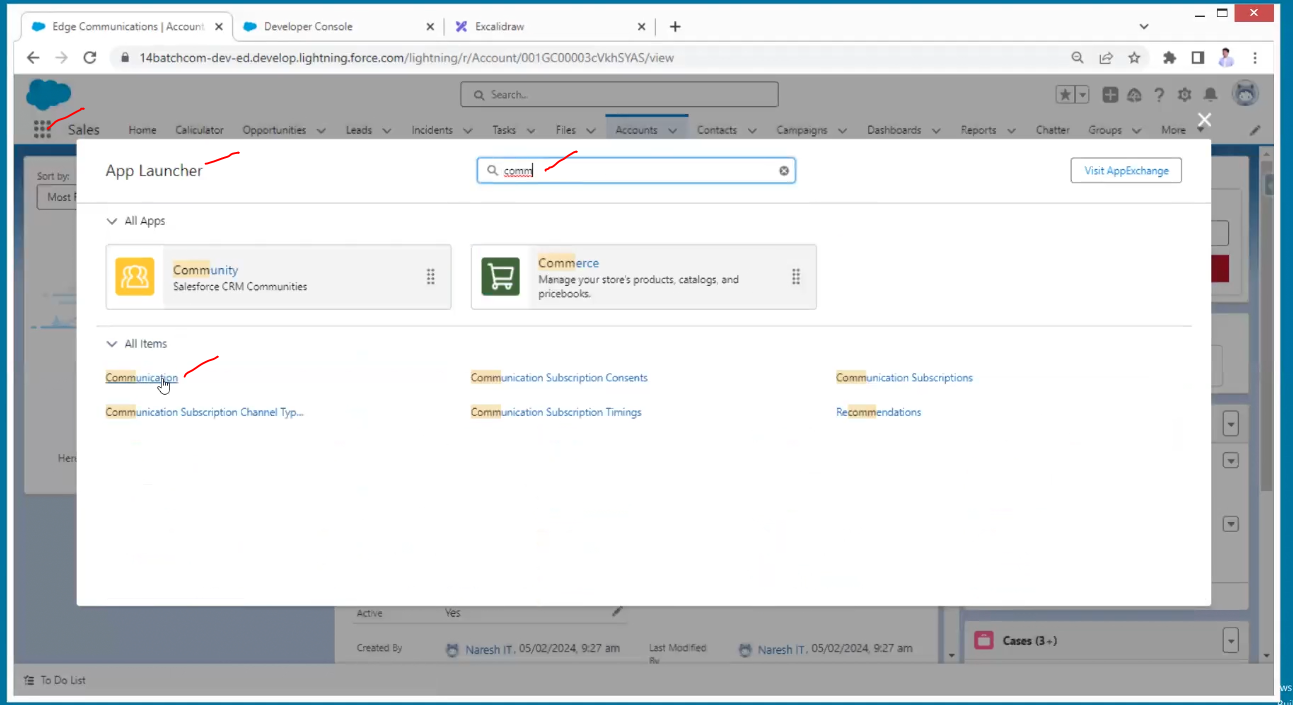 Edge Communications | Account
Developer Console
Excalidraw
14batchcom-dev-ed.develop.lightning.force.com/lightning/r/Account/001GC00003cVkhSYAS/view
Search...
Sales
Home
Calculator
Opportunities
Leads
Incidents
Tasks
Files
Accounts
Contacts
Campaigns
Dashboards
Reports
Chatter
Groups
More
Sort by:
Most
App Launcher
comm
Visit AppExchange
All Apps
Community
Salesforce CRM Communities
Commerce
Manage your store's products, catalogs, and
pricebooks.
All Items
Communication
Communication Subscription Consents
Communication Subscriptions
Communication Subscription Channel Typ...
Communication Subscription Timings
Recommendations
Active
Yes
Created By
Naresh IT, 05/02/2024, 9:27 am
Last Modified
By
Naresh IT, 05/02/2024, 9:27 am
Cases (3+)
To Do List